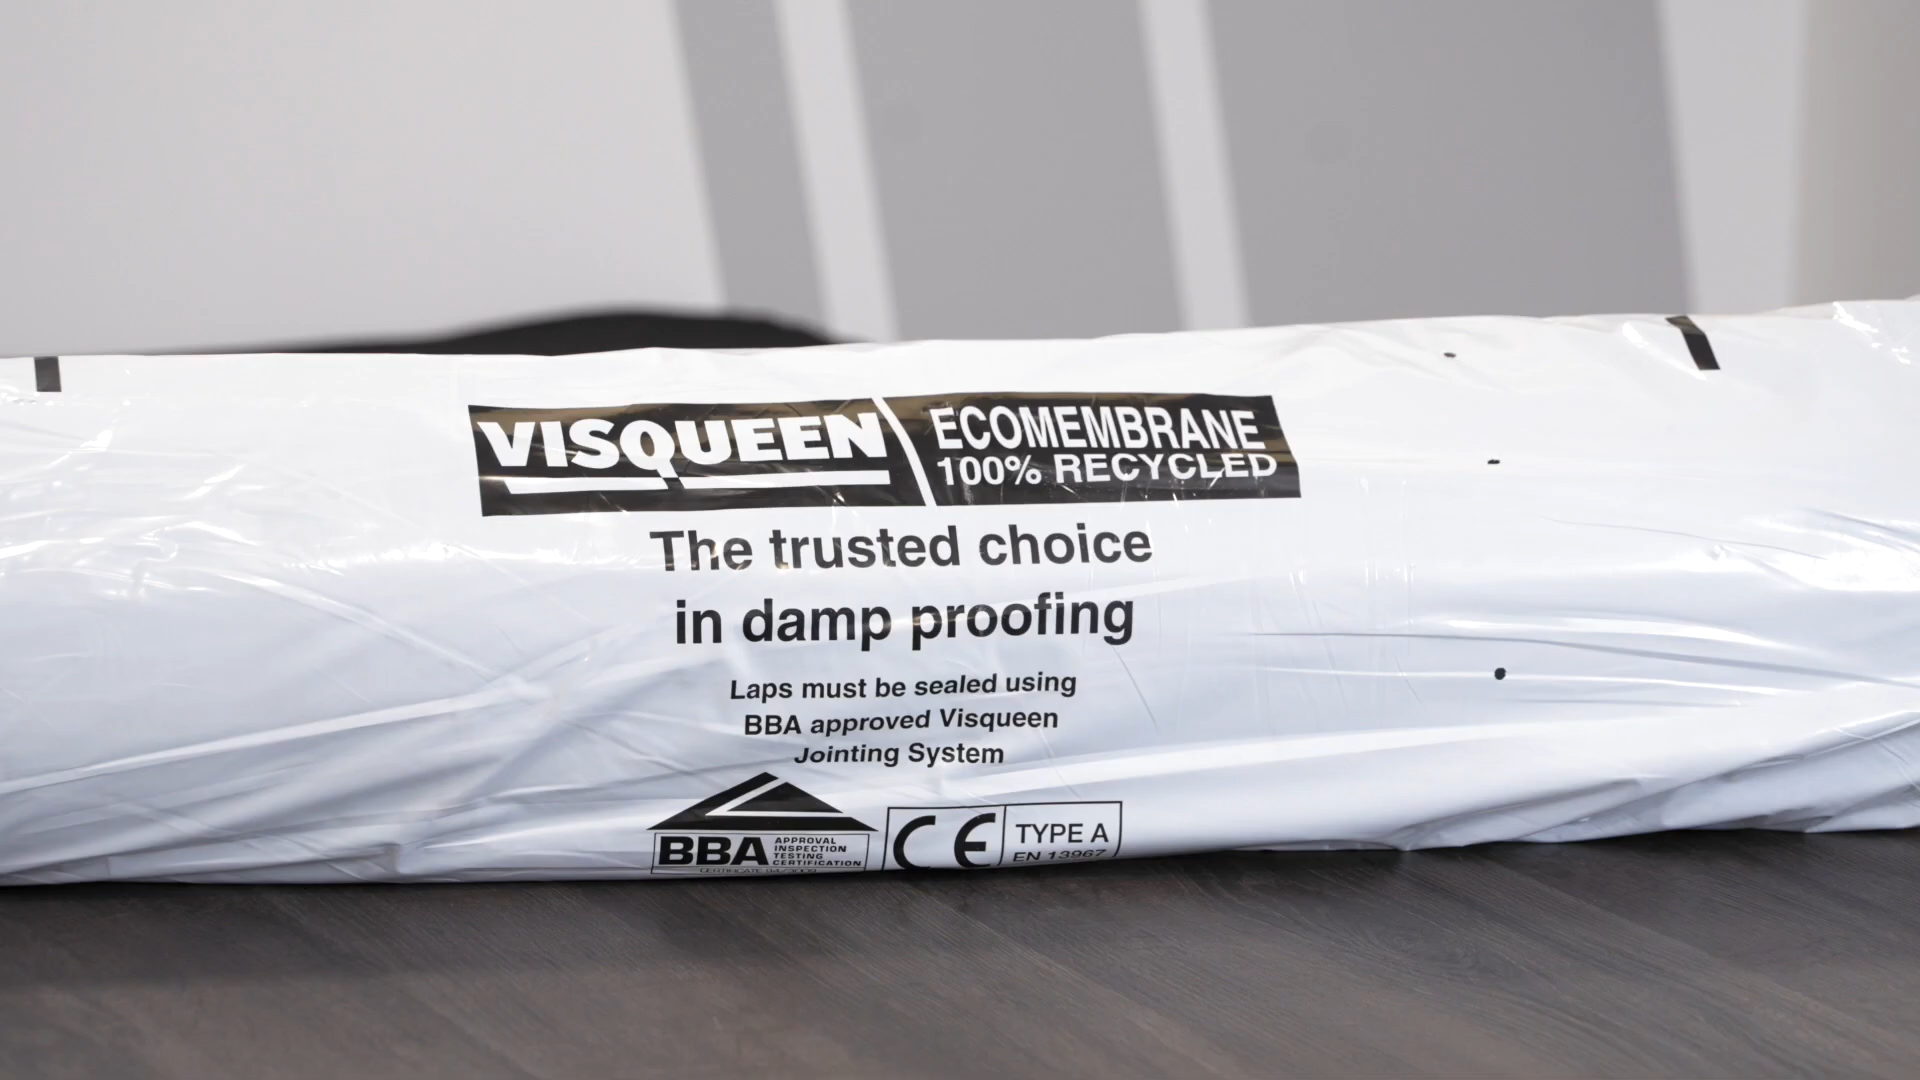 VISQUEEN
ECOMEMBRANE
100% RECYCLED
The trusted choice
in damp proofing
Laps must be sealed using
BBA approved Visqueen
Jointing System
BBA
APPROVAL
INSPECTION
TESTING
CERTIFICATION
CERTIFICATE
CE
TYPE A
EN 13967